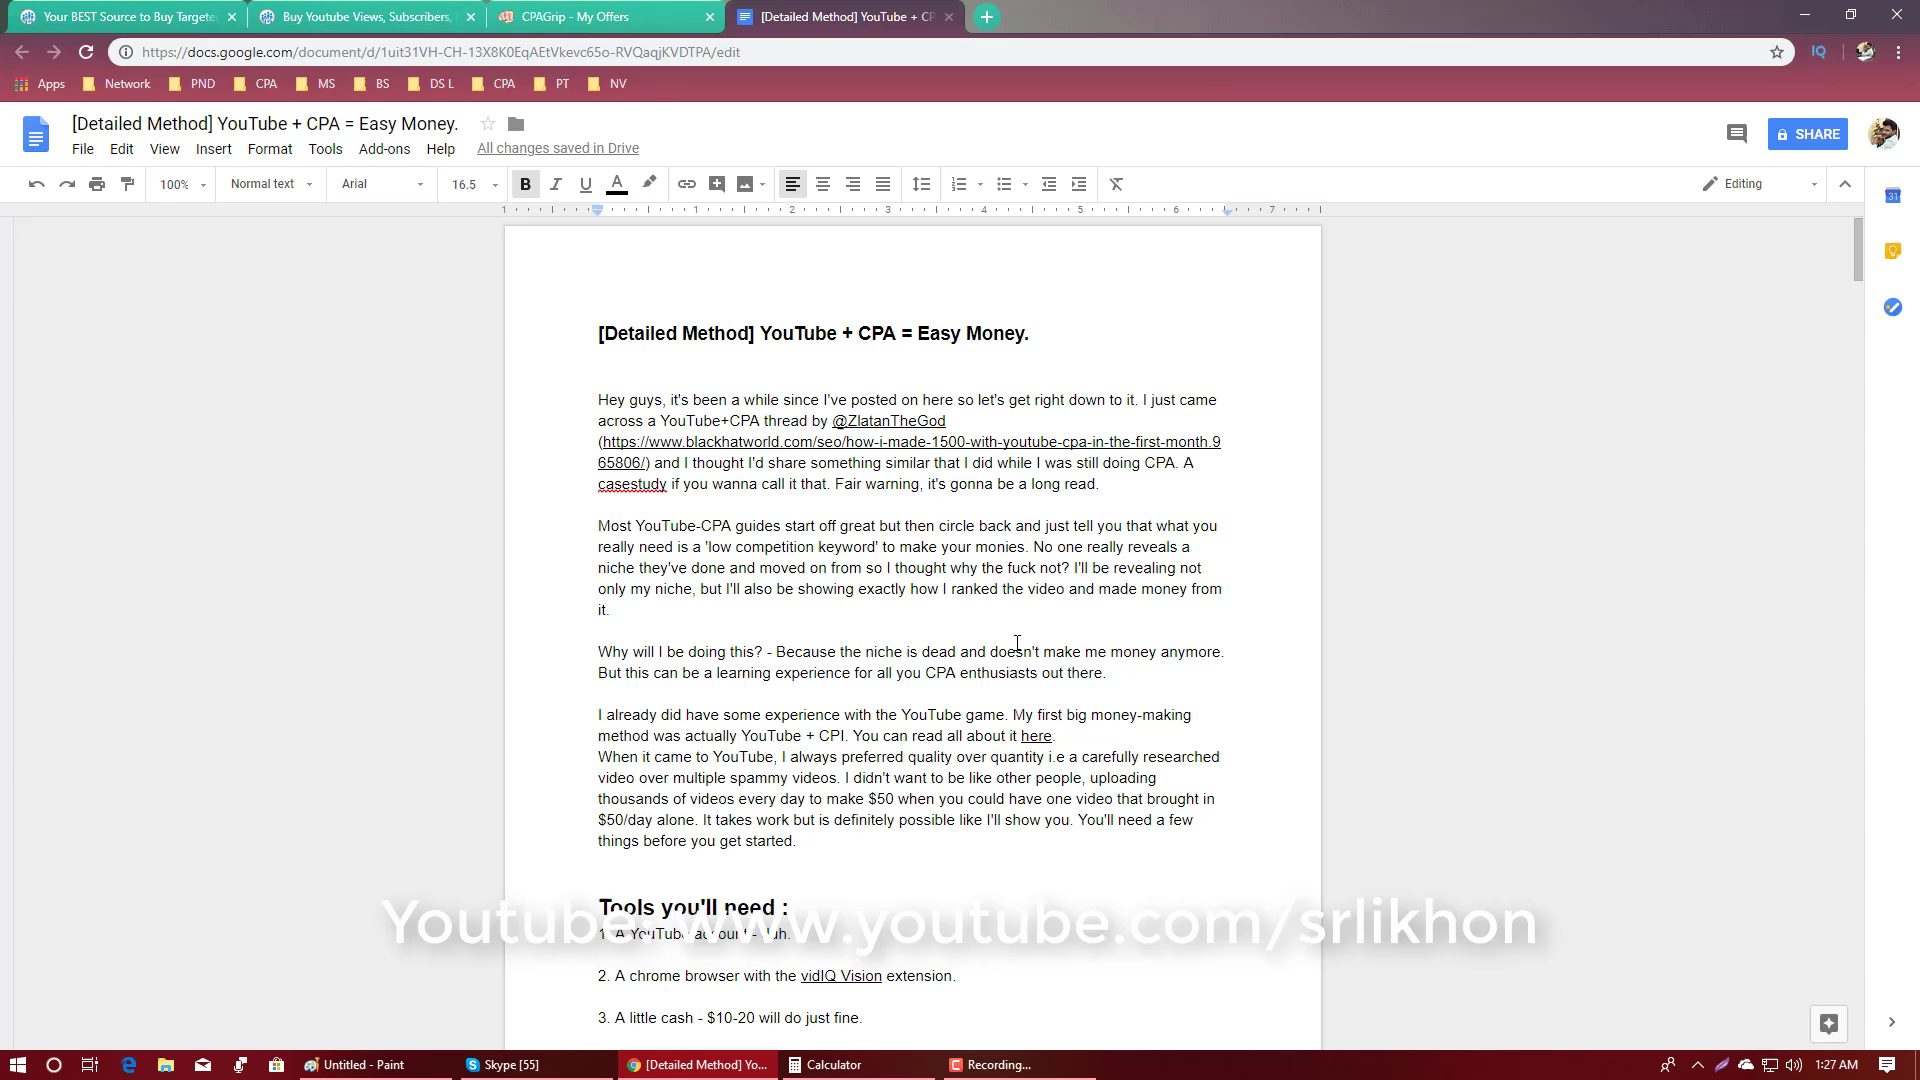 Your BEST Source to Buy Targete
Buy Youtube Views, Subscribers,
CPAGrip - My Offers
[Detailed Method] YouTube + CP
https://docs.google.com/document/d/1uit31VH-CH-13X8K0EqAEtVkevc65o-RVQaqjKVDTPA/edit
IQ
Apps Network PND CPA MS BS DS L CPA PT NV
[Detailed Method] YouTube + CPA = Easy Money.
SHARE
File Edit View Insert Format Tools Add-ons Help All changes saved in Drive
100% Normal text Arial 16.5 B I U A Editing
1 1 2 3 4 5 6 7
31
[Detailed Method] YouTube + CPA = Easy Money.
Hey guys, it's been a while since I've posted on here so let's get right down to it. I just came
across a YouTube+CPA thread by @ZlatanTheGod
(https://www.blackhatworld.com/seo/how-i-made-1500-with-youtube-cpa-in-the-first-month.9
65806/) and I thought I'd share something similar that I did while I was still doing CPA. A
casestudy if you wanna call it that. Fair warning, it's gonna be a long read.
Most YouTube-CPA guides start off great but then circle back and just tell you that what you
really need is a 'low competition keyword' to make your monies. No one really reveals a
niche they've done and moved on from so I thought why the fuck not? I'll be revealing not
only my niche, but I'll also be showing exactly how I ranked the video and made money from
it.
Why will I be doing this? - Because the niche is dead and doesn't make me money anymore.
But this can be a learning experience for all you CPA enthusiasts out there.
I already did have some experience with the YouTube game. My first big money-making
method was actually YouTube + CPI. You can read all about it here.
When it came to YouTube, I always preferred quality over quantity i.e a carefully researched
video over multiple spammy videos. I didn't want to be like other people, uploading
thousands of videos every day to make $50 when you could have one video that brought in
$50/day alone. It takes work but is definitely possible like I'll show you. You'll need a few
things before you get started.
Tools you'll need :
Youtube: www.youtube.com/srlikhon
1. A YouTube account - duh.
2. A chrome browser with the vidIQ Vision extension.
3. A little cash - $10-20 will do just fine.
Untitled - Paint
Skype [55]
[Detailed Method] Yo...
Calculator
Recording...
1:27 AM